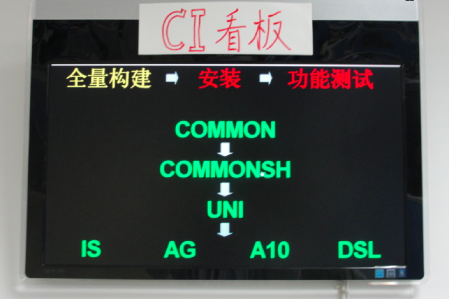 CI看板
全量构建 安装 功能测试
COMMON
COMMONSH
UNI
IS AG A10 DSL